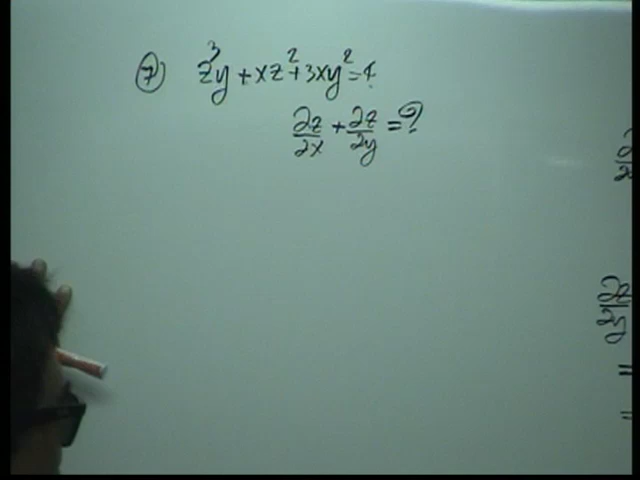 ⑦ z³y + xz² + 3xy² = 4
∂z/∂x + ∂z/∂y = ?